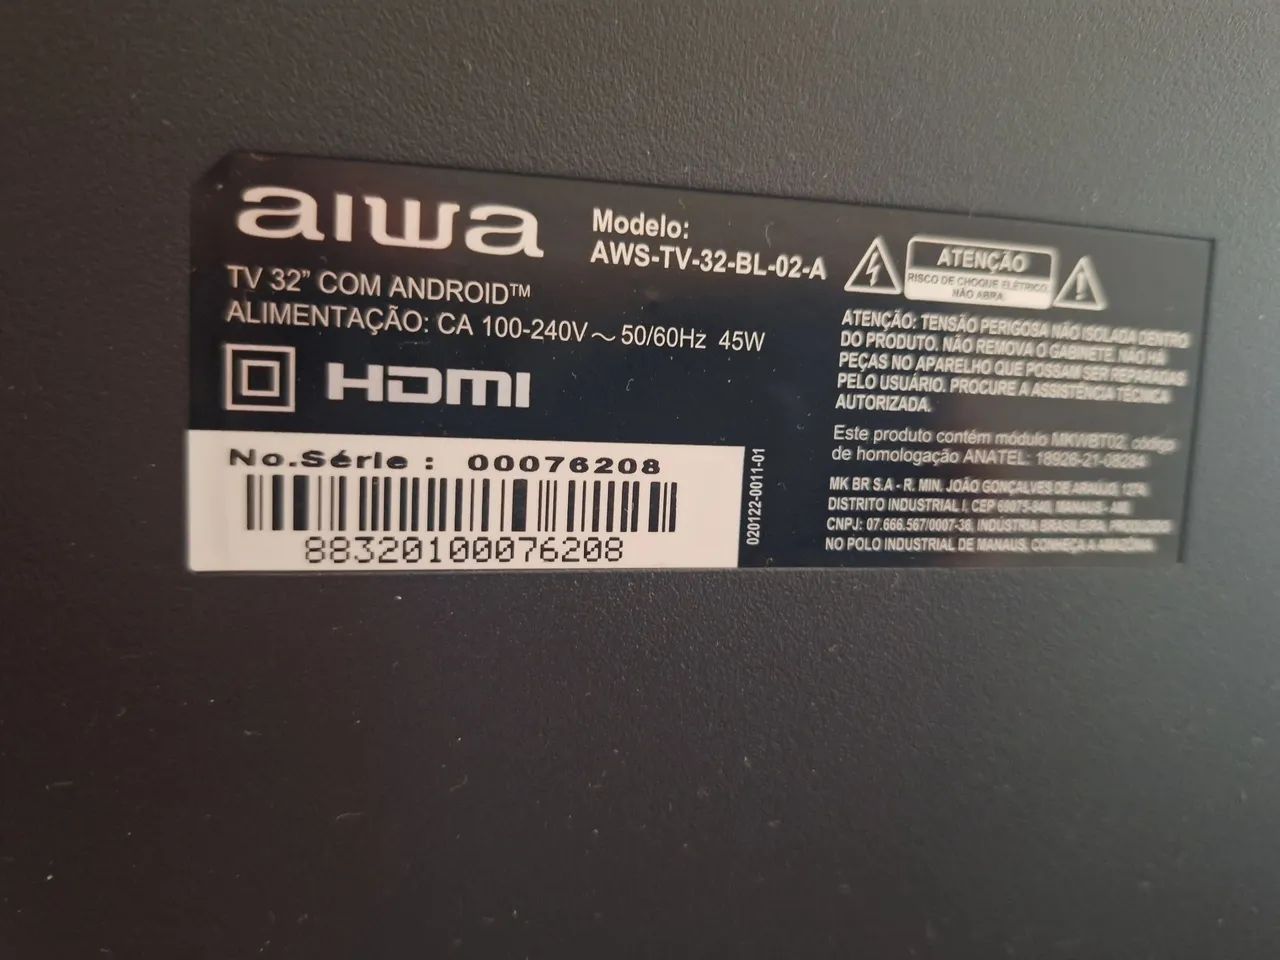 aiwa
Modelo:
AWS-TV-32-BL-02-A
TV 32" COM ANDROID™
ALIMENTAÇÃO: CA 100-240V ~ 50/60Hz 45W
HDMI
No.Série : 00076208
88320100076208
020122-0011-01
ATENÇÃO
RISCO DE CHOQUE ELÉTRICO
NÃO ABRA
ATENÇÃO: TENSÃO PERIGOSA NÃO ISOLADA DENTRO
DO PRODUTO. NÃO REMOVA O GABINETE. NÃO HÁ
PEÇAS NO APARELHO QUE POSSAM SER REPARADAS
PELO USUÁRIO. PROCURE A ASSISTÊNCIA TÉCNICA
AUTORIZADA.
Este produto contém módulo MKWBT02, código
de homologação ANATEL: 18926-21-08284
MK BR S.A - R. MIN. JOÃO GONÇALVES DE ARAÚJO,
DISTRITO INDUSTRIAL I, CEP 69075-840, MANAUS - AM
CNPJ: 07.666.567/0007-38, INDÚSTRIA BRASILEIRA, PRODUZIDO
NO POLO INDUSTRIAL DE MANAUS, CONHEÇA A AMAZÔNIA